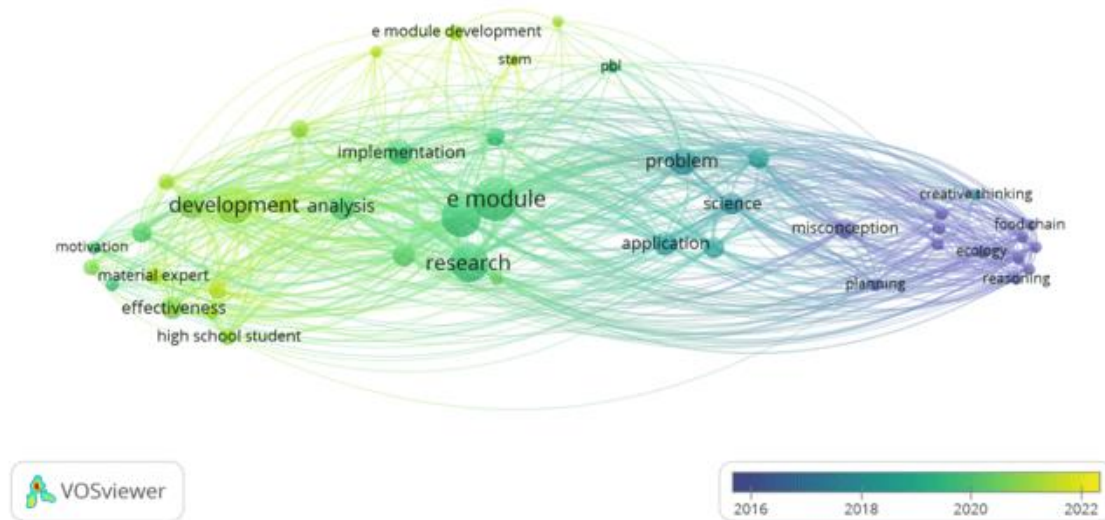 e module development
stem
pbl
implementation
problem
creative thinking
development
analysis
e module
science
misconception
food chain
motivation
application
ecology
material expert
research
planning
reasoning
effectiveness
high school student
VOSviewer
2016
2018
2020
2022